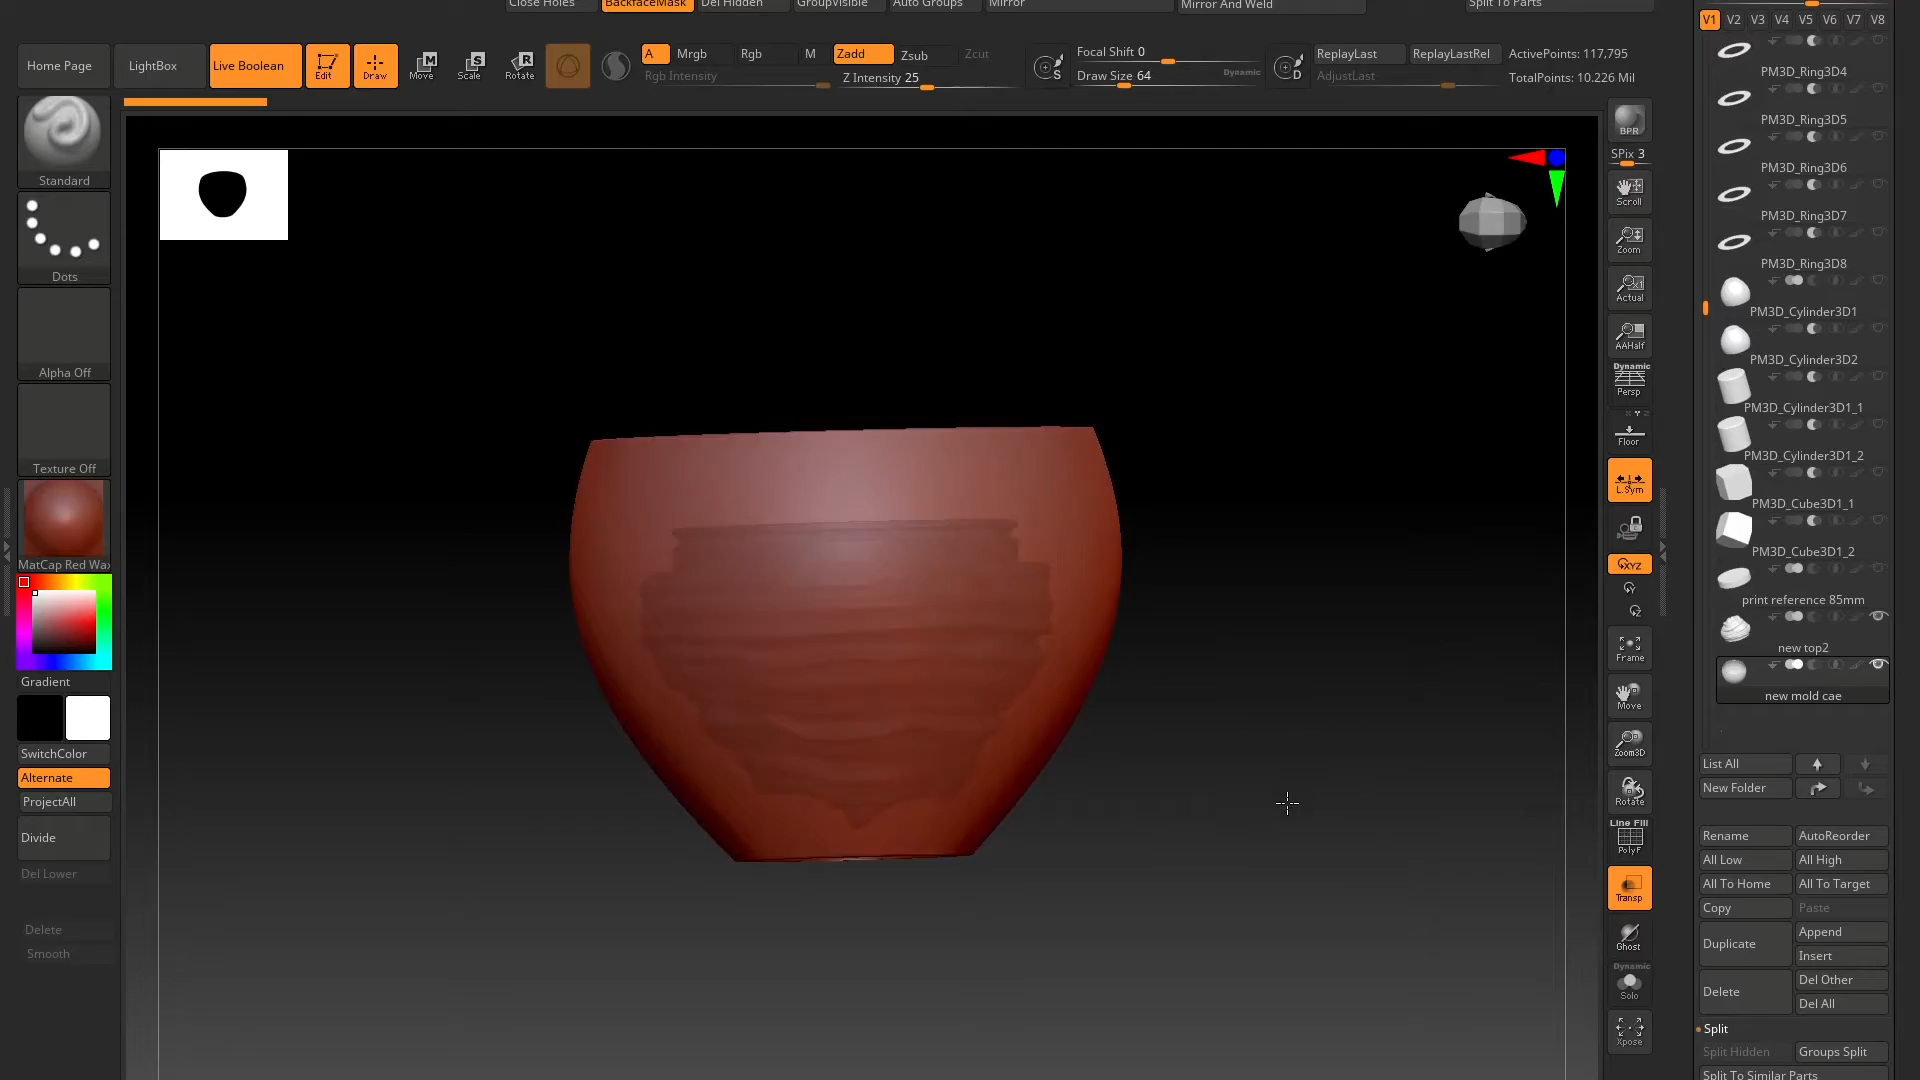 Close Holes BackfaceMask Del Hidden GroupVisible Auto Groups Mirror Mirror And Weld Split To Parts
V1 V2 V3 V4 V5 V6 V7 V8
Home Page LightBox Live Boolean Edit Draw Move Scale Rotate
A Mrgb Rgb M Zadd Zsub Zcut
Rgb Intensity Z Intensity 25
Focal Shift 0
Draw Size 64 Dynamic
ReplayLast ReplayLastRel
AdjustLast
ActivePoints: 117,795
TotalPoints: 10.226 Mil
Standard
Dots
Alpha Off
Texture Off
MatCap Red Wax
Gradient
SwitchColor
Alternate
ProjectAll
Divide
Del Lower
Delete
Smooth
BPR
SPix 3
Scroll
Zoom
Actual
AAHalf
Dynamic
Persp
Floor
L.Sym
XYZ
Y
Z
Frame
Move
Zoom3D
Rotate
Line Fill
PolyF
Transp
Ghost
Dynamic
Solo
Xpose
PM3D_Ring3D4
PM3D_Ring3D5
PM3D_Ring3D6
PM3D_Ring3D7
PM3D_Ring3D8
PM3D_Cylinder3D1
PM3D_Cylinder3D2
PM3D_Cylinder3D1_1
PM3D_Cylinder3D1_2
PM3D_Cube3D1_1
PM3D_Cube3D1_2
print reference 85mm
new top2
new mold cae
List All
New Folder
Rename AutoReorder
All Low All High
All To Home All To Target
Copy Paste
Duplicate Append
Insert
Delete Del Other
Del All
Split
Split Hidden Groups Split
Split To Similar Parts